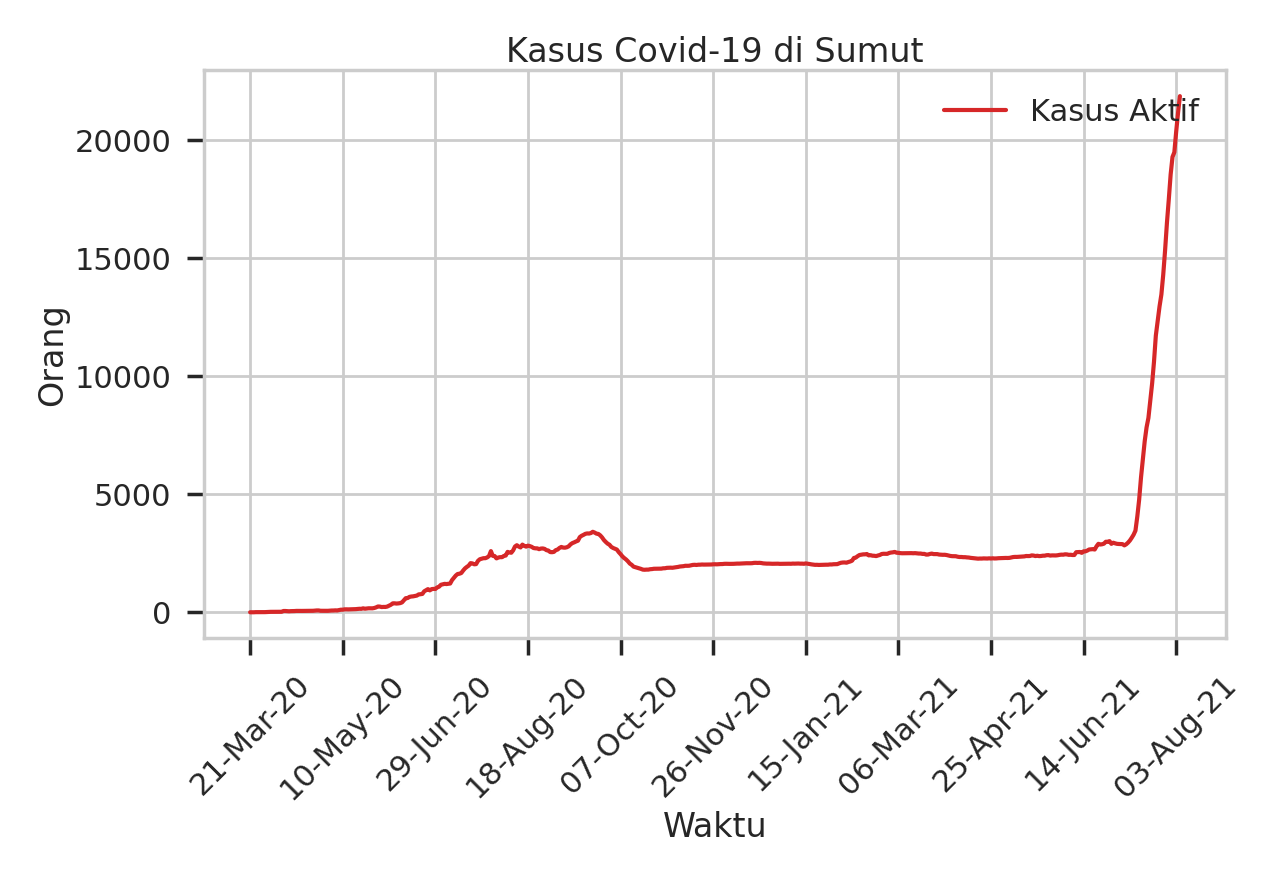 Kasus Covid-19 di Sumut
Kasus Aktif
20000
15000
10000
5000
0
Orang
21-Mar-20
10-May-20
29-Jun-20
18-Aug-20
07-Oct-20
26-Nov-20
15-Jan-21
06-Mar-21
25-Apr-21
14-Jun-21
03-Aug-21
Waktu